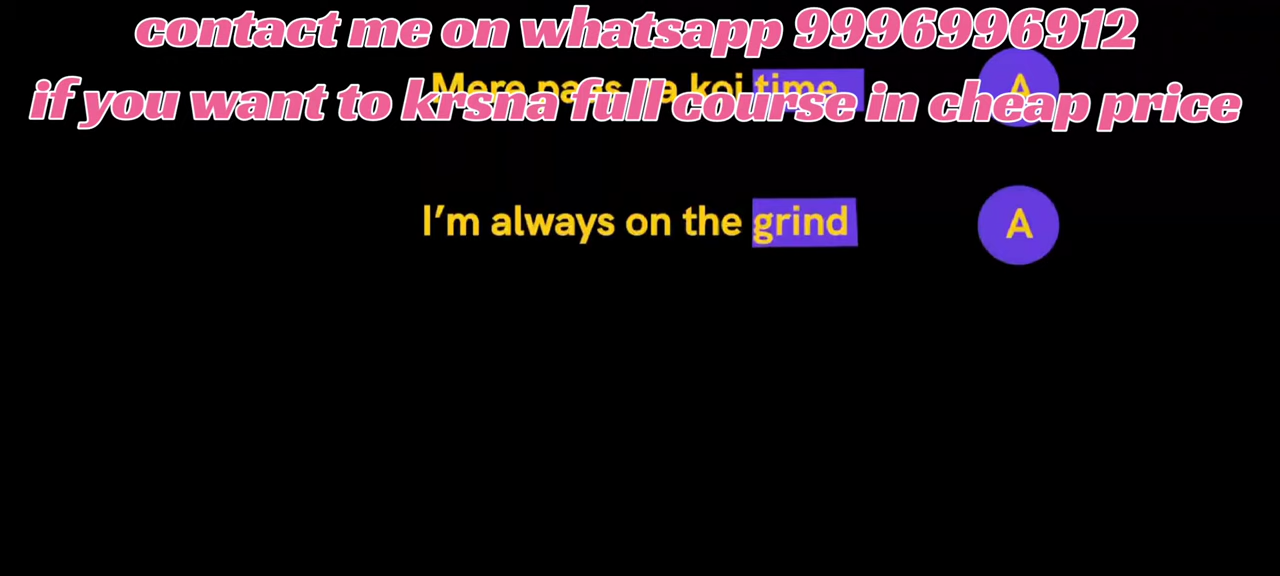 contact me on whatsapp 9996996912
Mere paas koi time A
if you want to krsna full course in cheap price
I’m always on the grind A